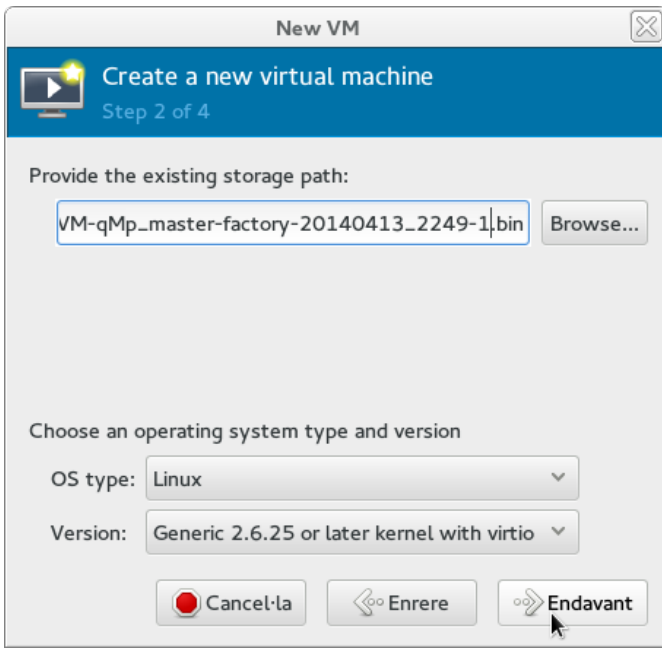 New VM
Create a new virtual machine
Step 2 of 4
Provide the existing storage path:
VM-qMp_master-factory-20140413_2249-1.bin Browse...
Choose an operating system type and version
OS type: Linux
Version: Generic 2.6.25 or later kernel with virtio
Cancel·la Enrere Endavant